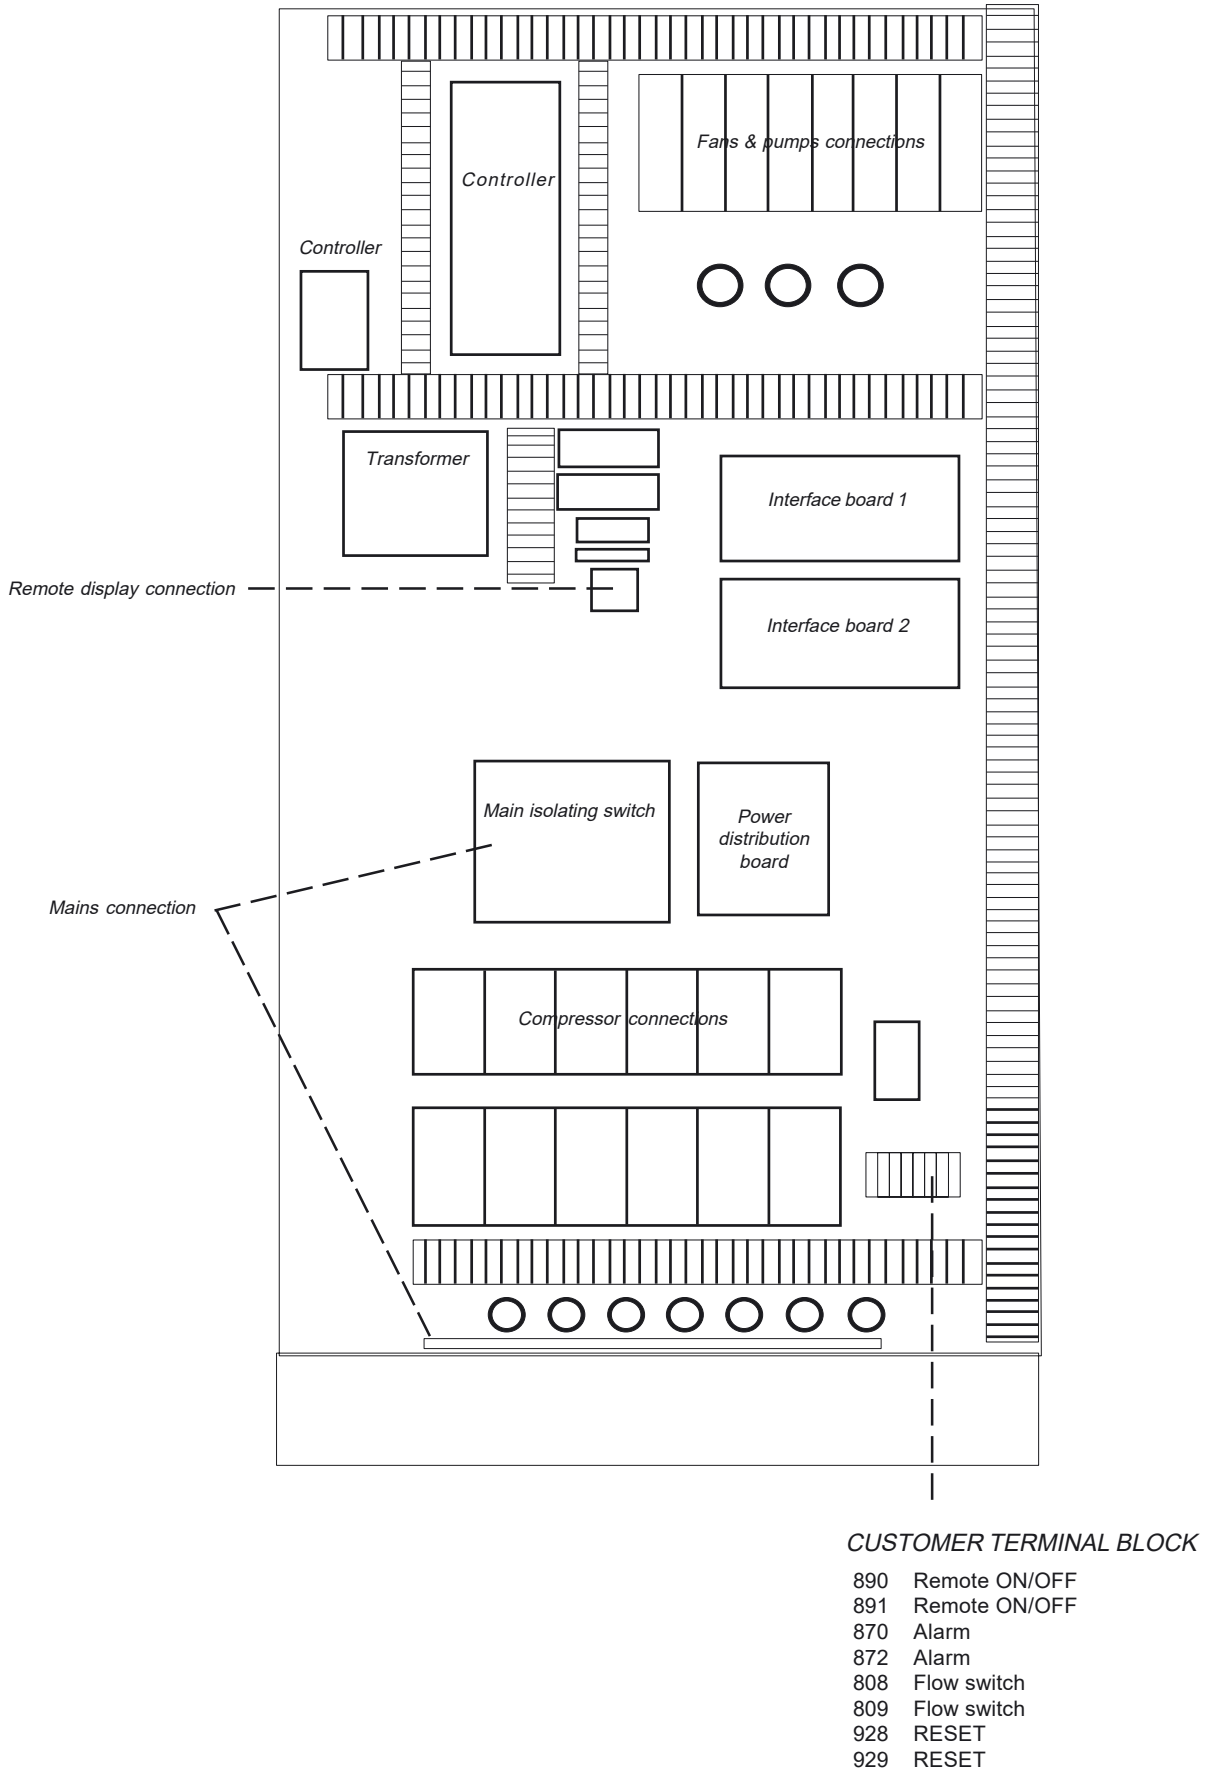 Fans & pumps connections
Controller
Controller
Transformer
Interface board 1
Remote display connection
Interface board 2
Main isolating switch
Power
distribution
board
Mains connection
Compressor connections
CUSTOMER TERMINAL BLOCK
890 Remote ON/OFF
891 Remote ON/OFF
870 Alarm
872 Alarm
808 Flow switch
809 Flow switch
928 RESET
929 RESET